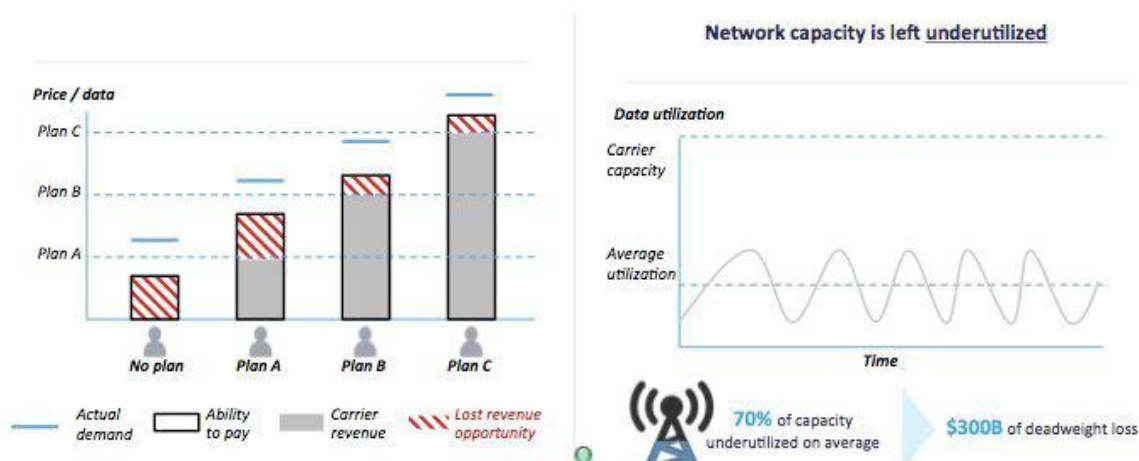 Price / data
Plan C
Plan B
Plan A
No plan
Plan A
Plan B
Plan C
Actual
demand
Ability
to pay
Carrier
revenue
Lost revenue
opportunity
Network capacity is left underutilized
Data utilization
Carrier
capacity
Average
utilization
Time
70% of capacity
underutilized on average
$300B of deadweight loss